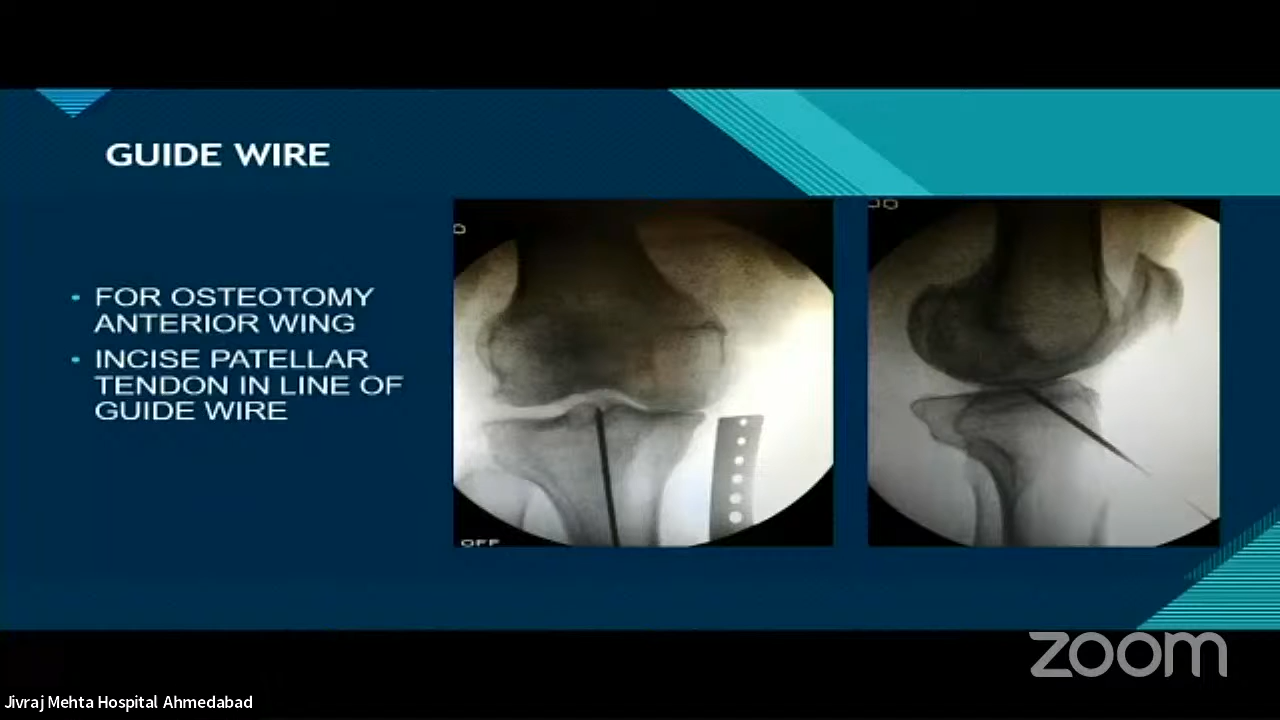 GUIDE WIRE
• FOR OSTEOTOMY
ANTERIOR WING
• INCISE PATELLAR
TENDON IN LINE OF
GUIDE WIRE
OFF
zoom
Jivraj Mehta Hospital Ahmedabad